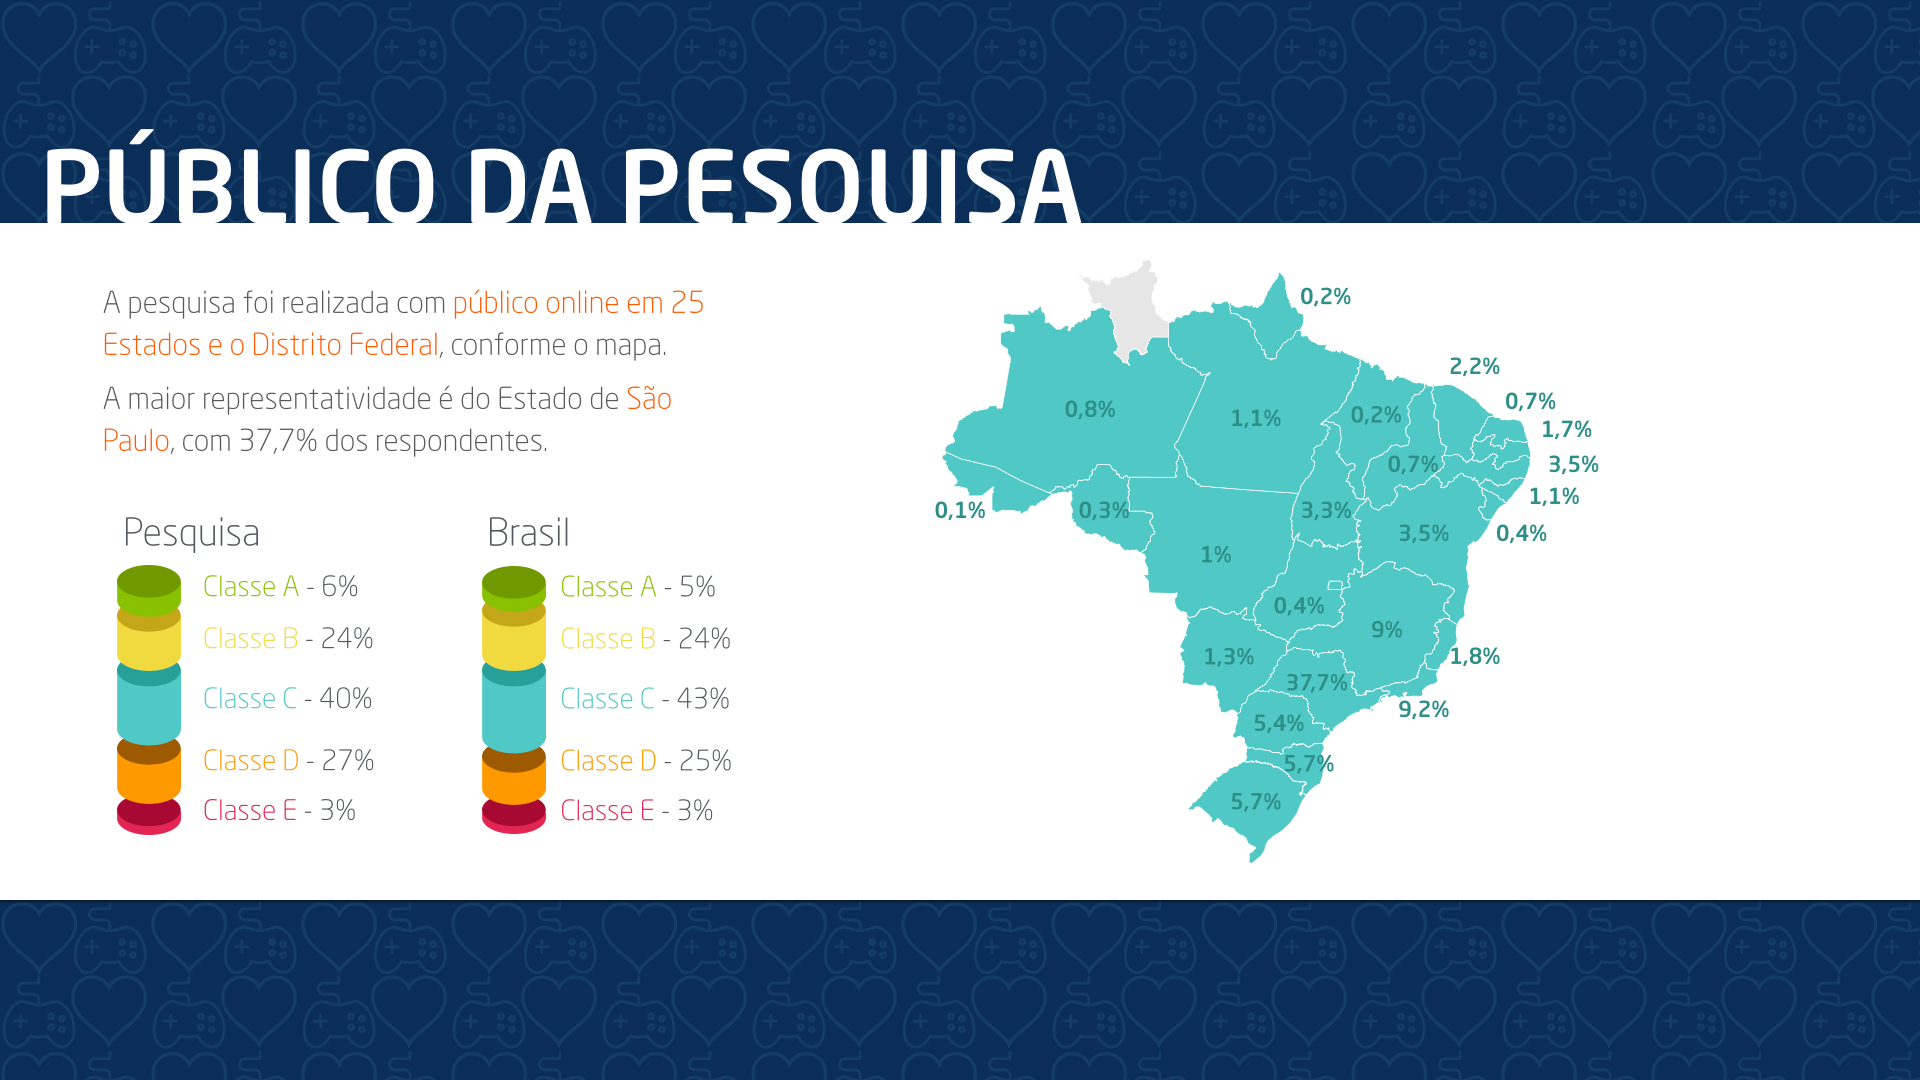 PÚBLICO DA PESQUISA
A pesquisa foi realizada com público online em 25
Estados e o Distrito Federal, conforme o mapa.
A maior representatividade é do Estado de São
Paulo, com 37,7% dos respondentes.
Pesquisa
Classe A - 6%
Classe B - 24%
Classe C - 40%
Classe D - 27%
Classe E - 3%
Brasil
Classe A - 5%
Classe B - 24%
Classe C - 43%
Classe D - 25%
Classe E - 3%
0,2%
2,2%
0,7%
0,8%
1,1%
0,2%
1,7%
0,7%
3,5%
1,1%
0,1%
0,3%
3,3%
3,5%
0,4%
1%
0,4%
9%
1,3%
1,8%
37,7%
9,2%
5,4%
5,7%
5,7%